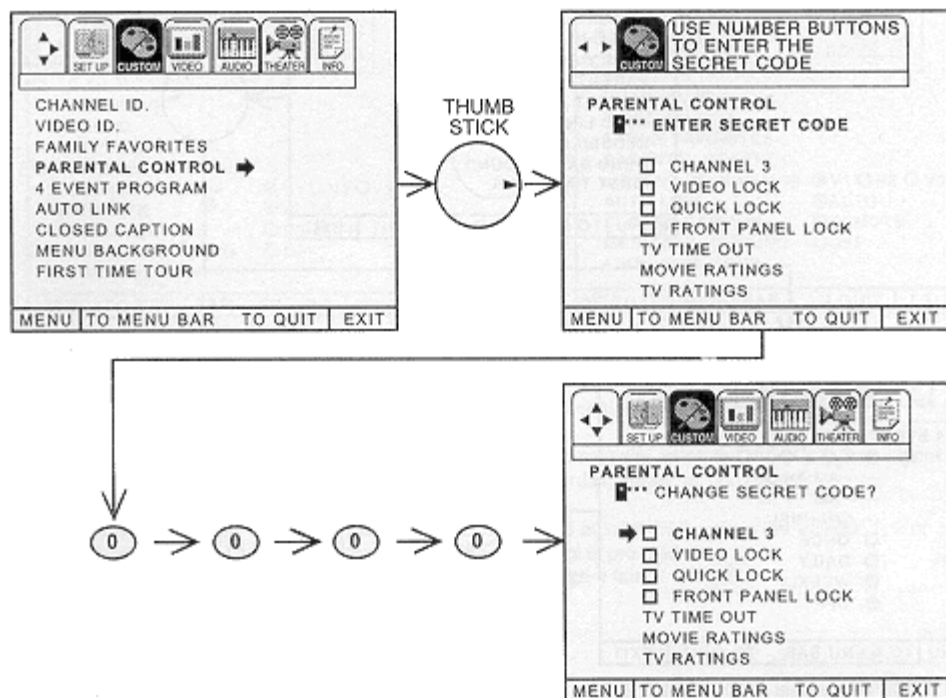 SET UP CUSTOM VIDEO AUDIO THEATER INFO
CHANNEL ID.
VIDEO ID.
FAMILY FAVORITES
PARENTAL CONTROL
4 EVENT PROGRAM
AUTO LINK
CLOSED CAPTION
MENU BACKGROUND
FIRST TIME TOUR
MENU TO MENU BAR TO QUIT EXIT
THUMB
STICK
CUSTOM
USE NUMBER BUTTONS
TO ENTER THE
SECRET CODE
PARENTAL CONTROL
*··· ENTER SECRET CODE
CHANNEL 3
VIDEO LOCK
QUICK LOCK
FRONT PANEL LOCK
TV TIME OUT
MOVIE RATINGS
TV RATINGS
MENU TO MENU BAR TO QUIT EXIT
0 0 0 0
SET UP CUSTOM VIDEO AUDIO THEATER INFO
PARENTAL CONTROL
*··· CHANGE SECRET CODE?
CHANNEL 3
VIDEO LOCK
QUICK LOCK
FRONT PANEL LOCK
TV TIME OUT
MOVIE RATINGS
TV RATINGS
MENU TO MENU BAR TO QUIT EXIT